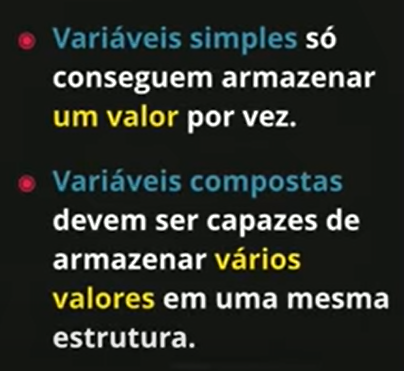 Variáveis simples só
conseguem armazenar
um valor por vez.
Variáveis compostas
devem ser capazes de
armazenar vários
valores em uma mesma
estrutura.